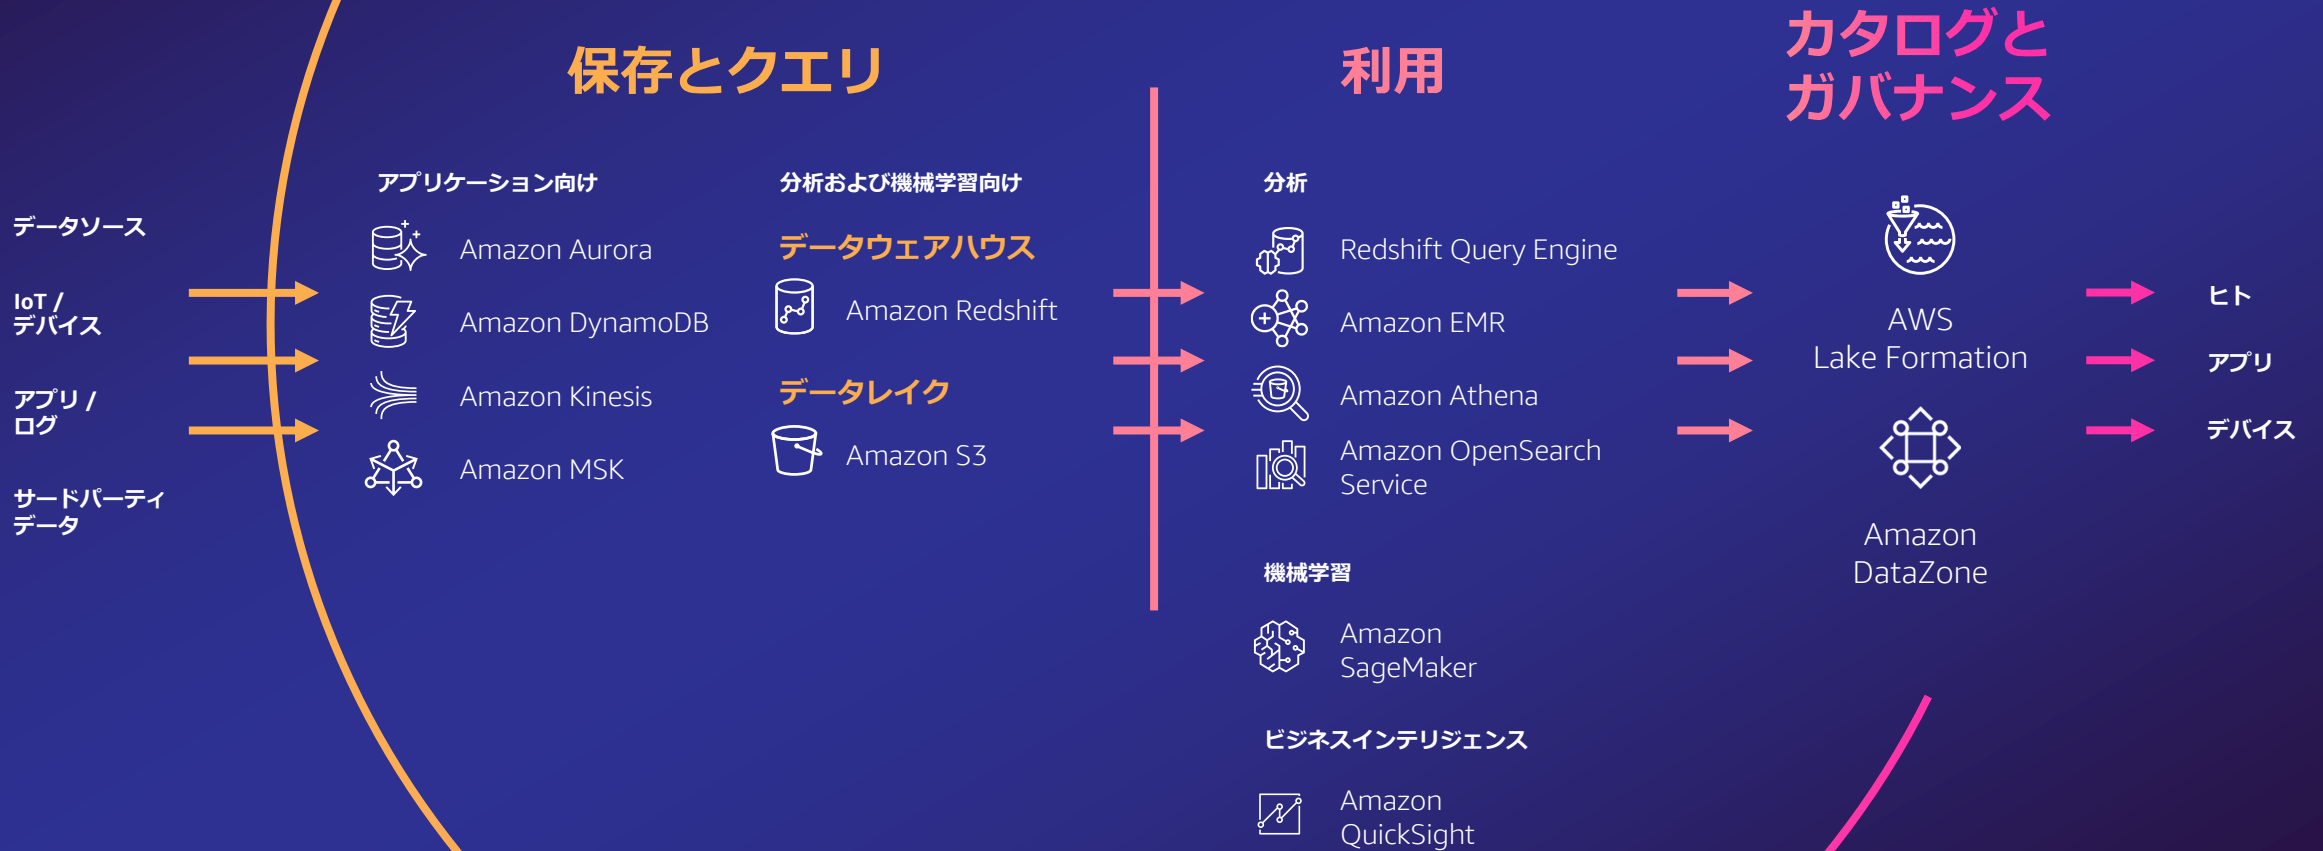 保存とクエリ
利用
カタログと
ガバナンス
データソース
IoT /
デバイス
アプリ /
ログ
サードパーティ
データ
アプリケーション向け
Amazon Aurora
Amazon DynamoDB
Amazon Kinesis
Amazon MSK
分析および機械学習向け
データウェアハウス
Amazon Redshift
データレイク
Amazon S3
分析
Redshift Query Engine
Amazon EMR
Amazon Athena
Amazon OpenSearch
Service
機械学習
Amazon
SageMaker
ビジネスインテリジェンス
Amazon
QuickSight
AWS
Lake Formation
Amazon
DataZone
ヒト
アプリ
デバイス